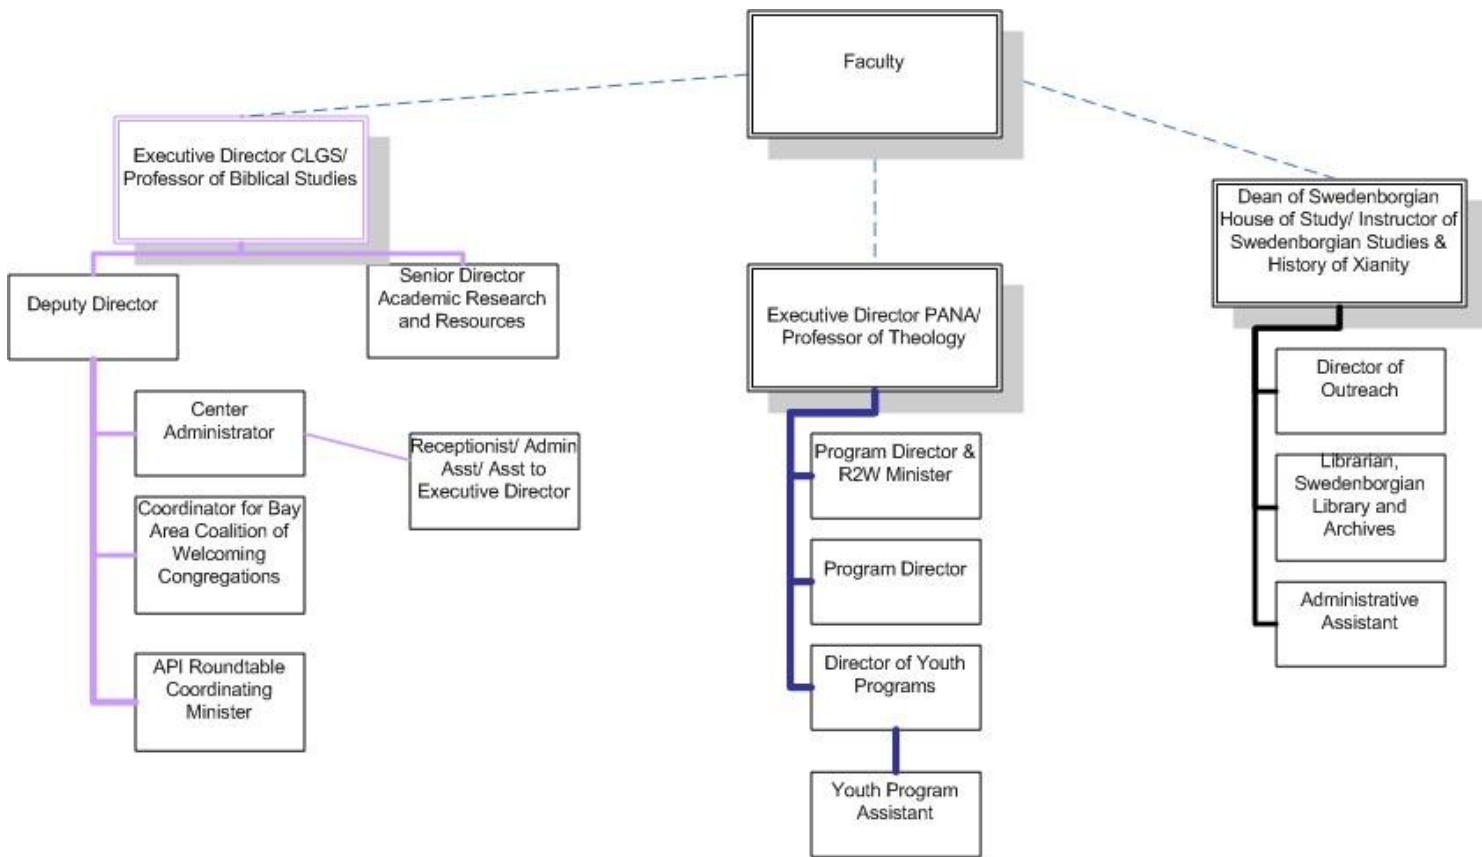 Faculty
Executive Director CLGS/
Professor of Biblical Studies
Dean of Swedenborgian
House of Study/ Instructor of
Swedenborgian Studies &
History of Xianity
Deputy Director
Senior Director
Academic Research
and Resources
Executive Director PANA/
Professor of Theology
Center
Administrator
Receptionist/ Admin
Asst/ Asst to
Executive Director
Coordinator for Bay
Area Coalition of
Welcoming
Congregations
API Roundtable
Coordinating
Minister
Program Director &
R2W Minister
Program Director
Director of Youth
Programs
Youth Program
Assistant
Director of
Outreach
Librarian,
Swedenborgian
Library and
Archives
Administrative
Assistant